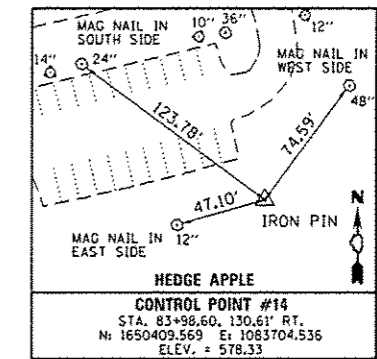 MAG NAIL IN
SOUTH SIDE
10"
36"
12"
14"
24"
MAG NAIL IN
WEST SIDE
48"
123.78'
74.59'
47.10'
N
IRON PIN
MAG NAIL IN
EAST SIDE
12"
HEDGE APPLE
CONTROL POINT #14
STA. 83+98.60, 130.61' RT.
N: 1650409.569 E: 1083704.536
ELEV. = 578.33